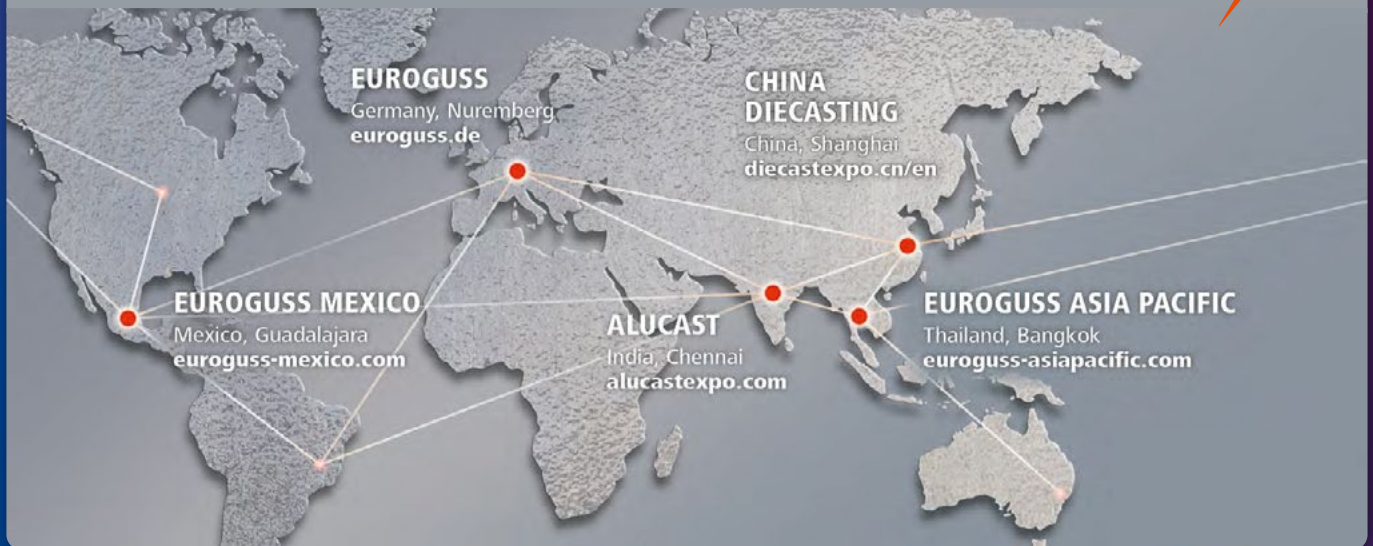 EUROGUSS
Germany, Nuremberg
euroguss.de
CHINA
DIECASTING
China, Shanghai
diecastexpo.cn/en
EUROGUSS MEXICO
Mexico, Guadalajara
euroguss-mexico.com
ALUCAST
India, Chennai
alucastexpo.com
EUROGUSS ASIA PACIFIC
Thailand, Bangkok
euroguss-asiapacific.com